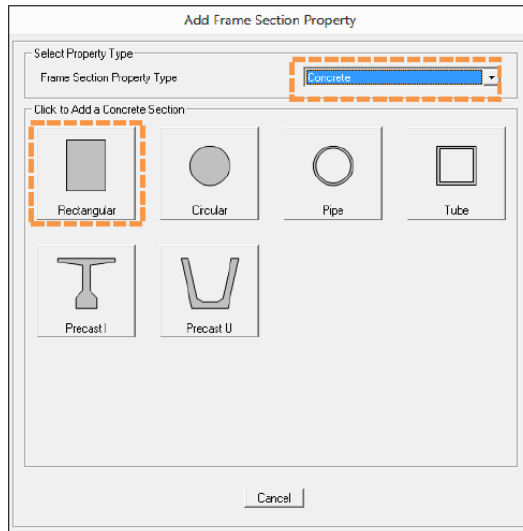 Add Frame Section Property
Select Property Type
Frame Section Property Type
Concrete
Click to Add a Concrete Section
Rectangular
Circular
Pipe
Tube
Precast I
Precast U
Cancel